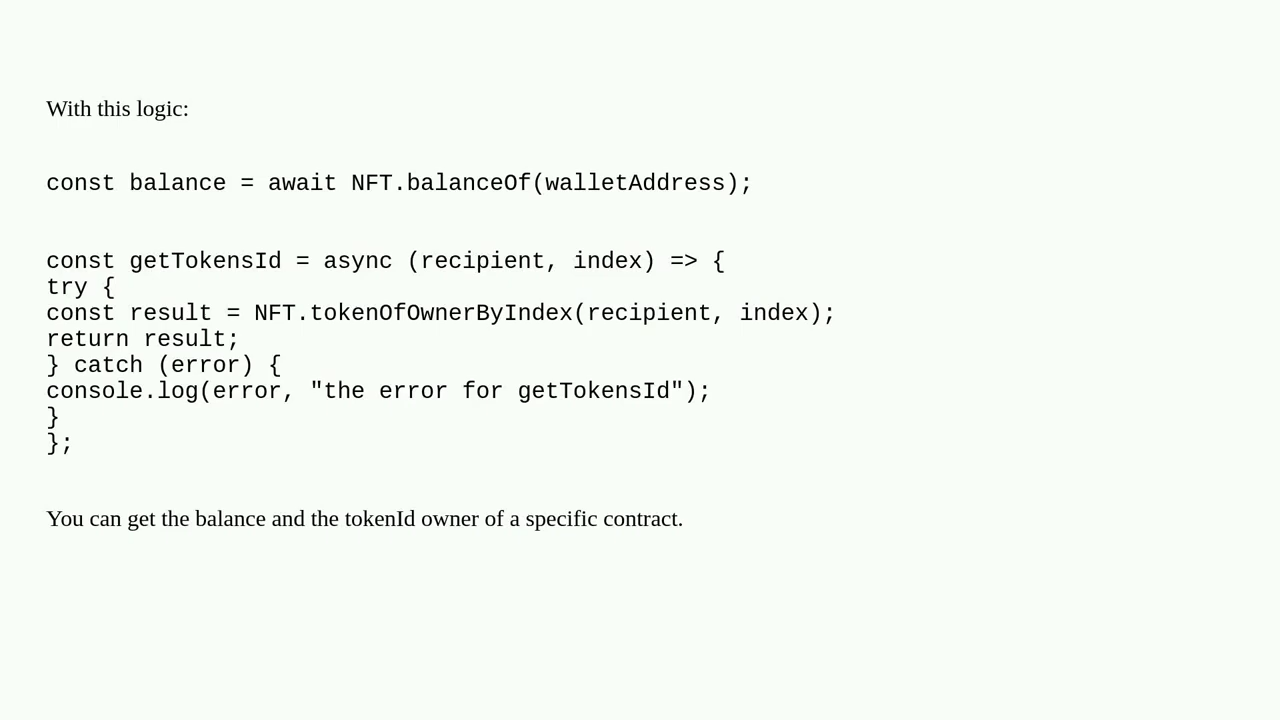 With this logic:
const balance = await NFT.balanceOf(walletAddress);
const getTokensId = async (recipient, index) => {
try {
const result = NFT.tokenOfOwnerByIndex(recipient, index);
return result;
} catch (error) {
console.log(error, "the error for getTokensId");
}
};
You can get the balance and the tokenId owner of a specific contract.